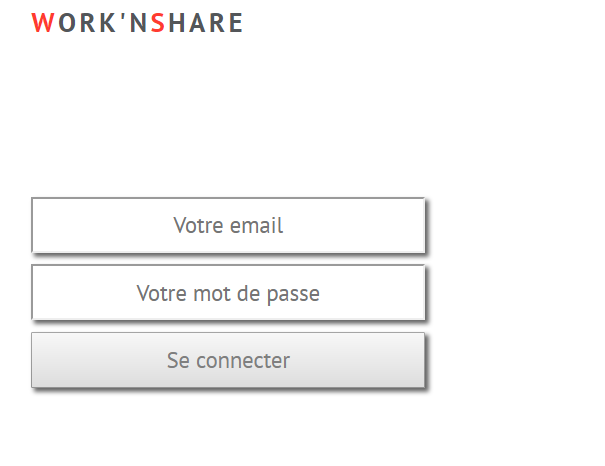 WORK'NSHARE
Votre email
Votre mot de passe
Se connecter